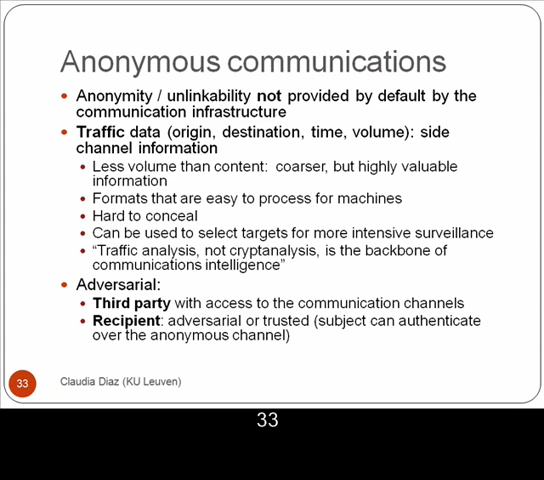 Anonymous communications
• Anonymity / unlinkability not provided by default by the
communication infrastructure
• Traffic data (origin, destination, time, volume): side
channel information
• Less volume than content: coarser, but highly valuable
information
• Formats that are easy to process for machines
• Hard to conceal
• Can be used to select targets for more intensive surveillance
• “Traffic analysis, not cryptanalysis, is the backbone of
communications intelligence”
• Adversarial:
• Third party with access to the communication channels
• Recipient: adversarial or trusted (subject can authenticate
over the anonymous channel)
33
Claudia Diaz (KU Leuven)
33